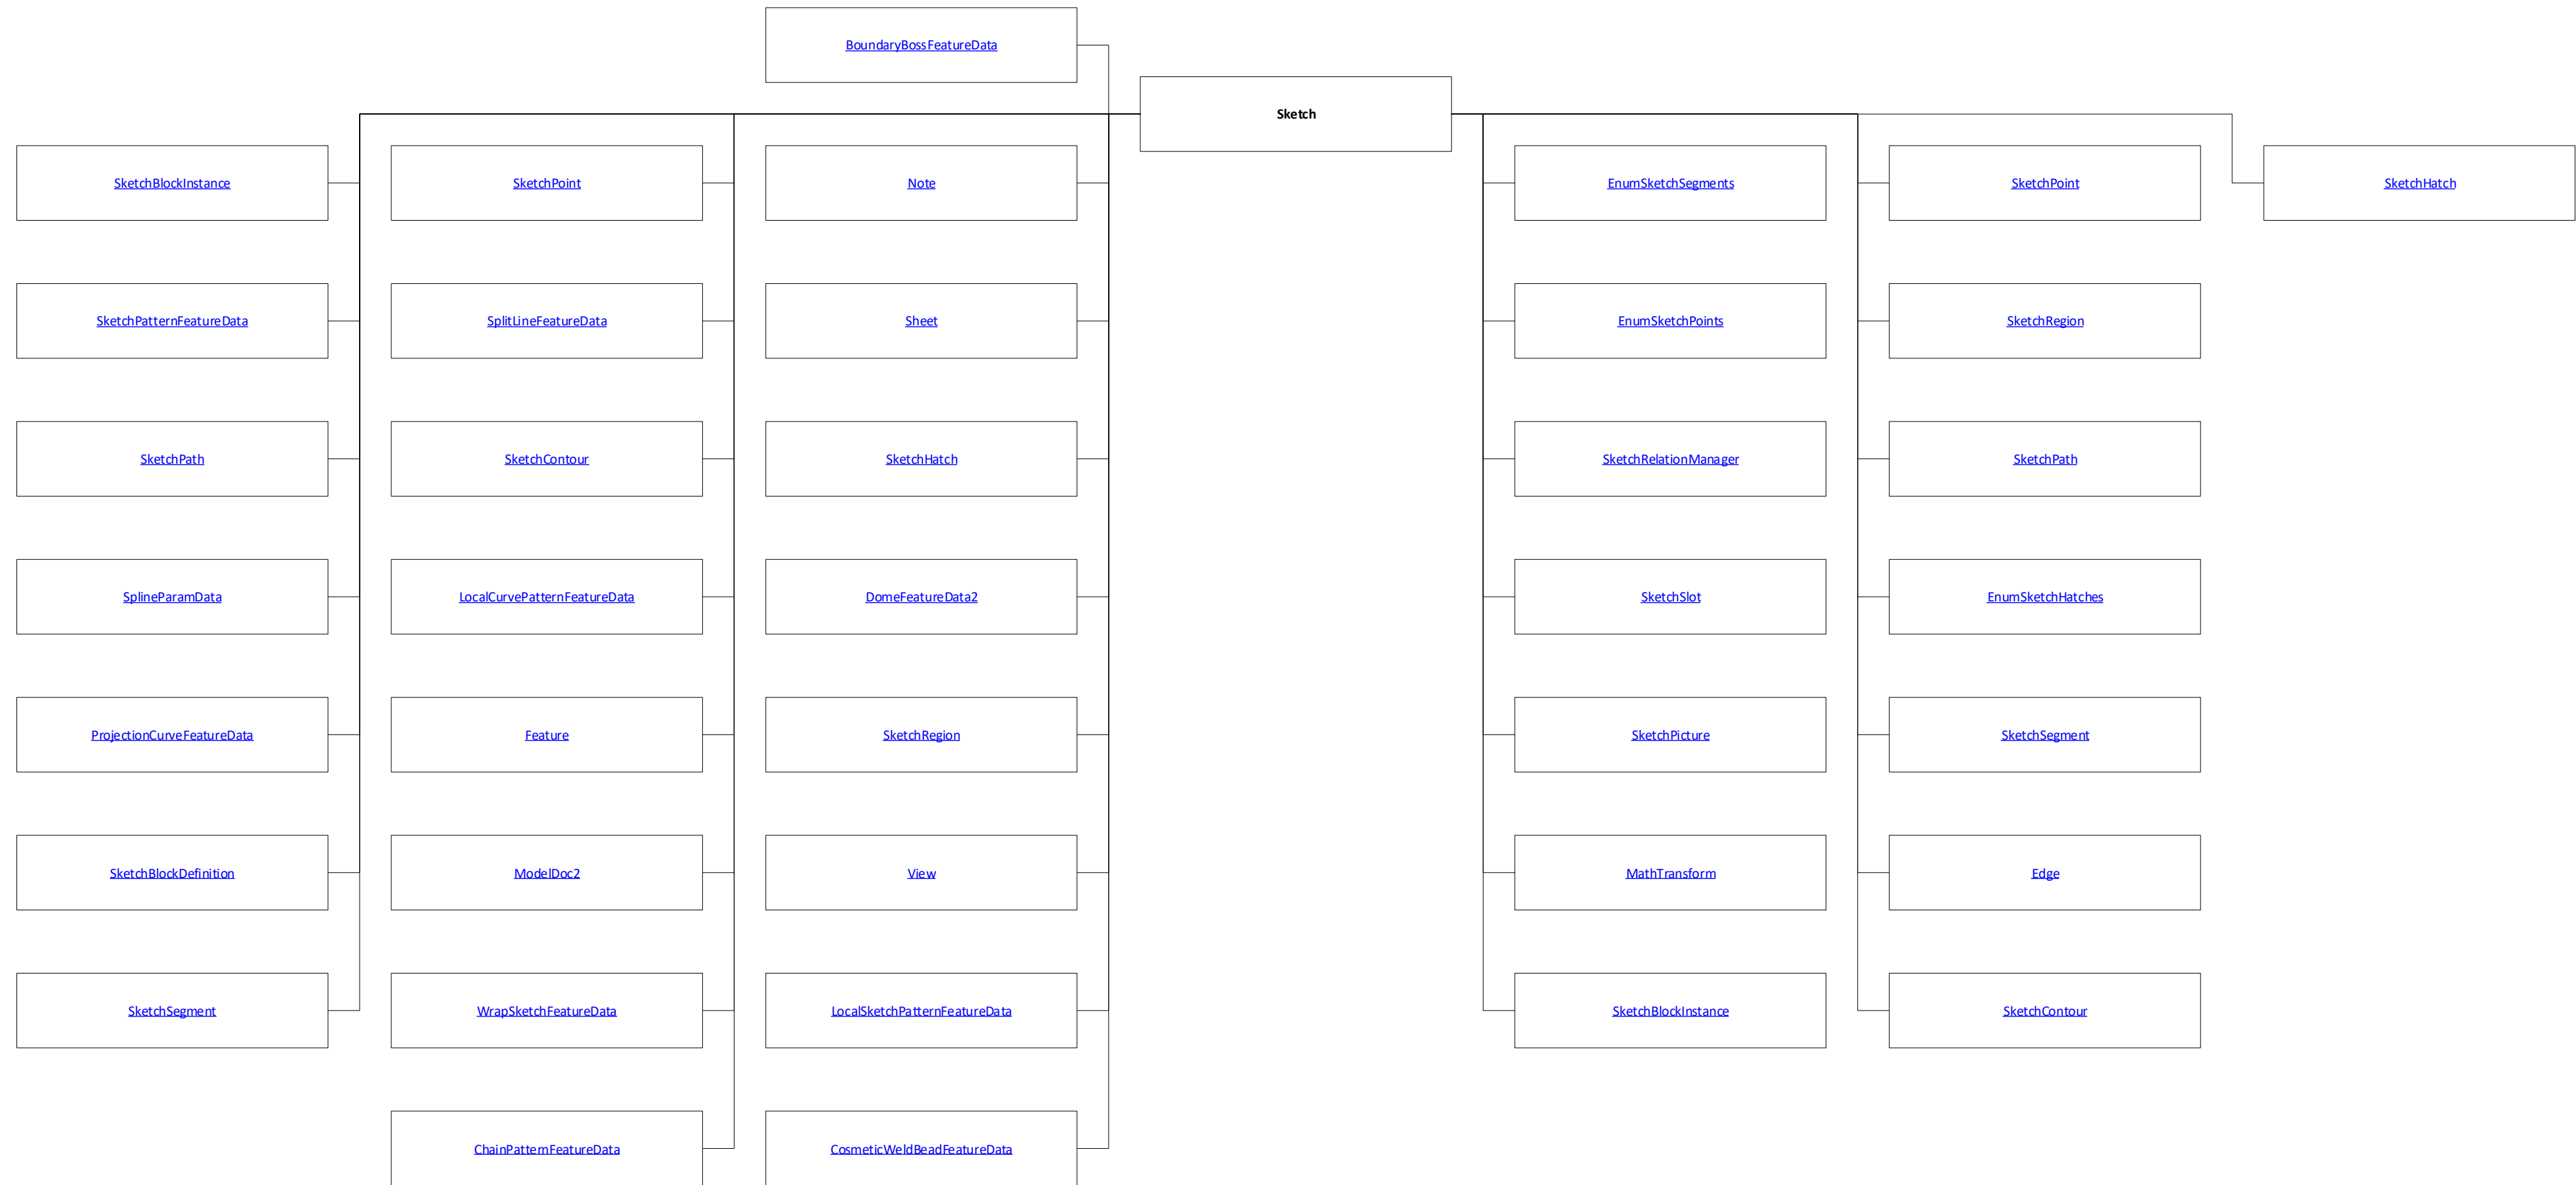 BoundaryBossFeatureData
Sketch
SketchBlockInstance
SketchPoint
Note
EnumSketchSegments
SketchPoint
SketchHatch
SketchPatternFeatureData
SplitLineFeatureData
Sheet
EnumSketchPoints
SketchRegion
SketchPath
SketchContour
SketchHatch
SketchRelationManager
SketchPath
SplineParamData
LocalCurvePatternFeatureData
DomeFeatureData2
SketchSlot
EnumSketchHatches
ProjectionCurveFeatureData
Feature
SketchRegion
SketchPicture
SketchSegment
SketchBlockDefinition
ModelDoc2
View
MathTransform
Edge
SketchSegment
WrapSketchFeatureData
LocalSketchPatternFeatureData
SketchBlockInstance
SketchContour
ChainPatternFeatureData
CosmeticWeldBeadFeatureData